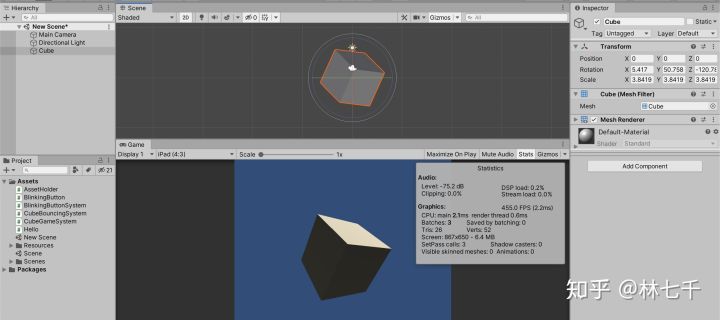 Hierarchy
All
New Scene*
Main Camera
Directional Light
Cube
Project
21
Assets
AssetHolder
BlinkingButton
BlinkingButtonSystem
CubeBouncingSystem
CubeGameSystem
Hello
New Scene
Resources
Scene
Scenes
Packages
Scene
Shaded
2D
0
Gizmos
All
Game
Display 1
iPad (4:3)
Scale
1x
Maximize On Play
Mute Audio
Stats
Gizmos
Statistics
Audio:
Level: -75.2 dB DSP load: 0.2%
Clipping: 0.0% Stream load: 0.0%
Graphics: 455.0 FPS (2.2ms)
CPU: main 2.1ms render thread 0.6ms
Batches: 3 Saved by batching: 0
Tris: 26 Verts: 52
Screen: 867x650 - 6.4 MB
SetPass calls: 3 Shadow casters: 0
Visible skinned meshes: 0 Animations: 0
Inspector
Cube
Static
Tag Untagged Layer Default
Transform
Position X 0 Y 0 Z 0
Rotation X 5.417 Y 50.758 Z -120.78
Scale X 3.8419 Y 3.8419 Z 3.8419
Cube (Mesh Filter)
Mesh Cube
Mesh Renderer
Default-Material
Shader Standard
Add Component
知乎 @林七千